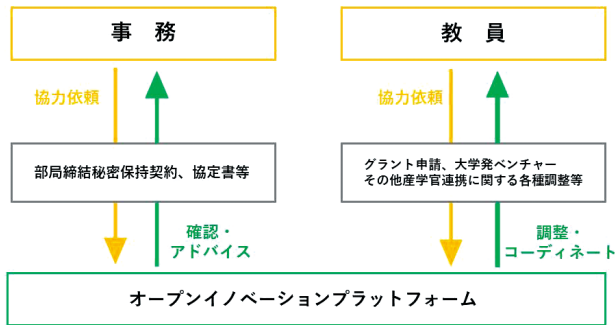 事　務
教　員
協力依頼
協力依頼
部局締結秘密保持契約、協定書等
グラント申請、大学発ベンチャー
その他産学官連携に関する各種調整等
確認・
アドバイス
調整・
コーディネート
オープンイノベーションプラットフォーム